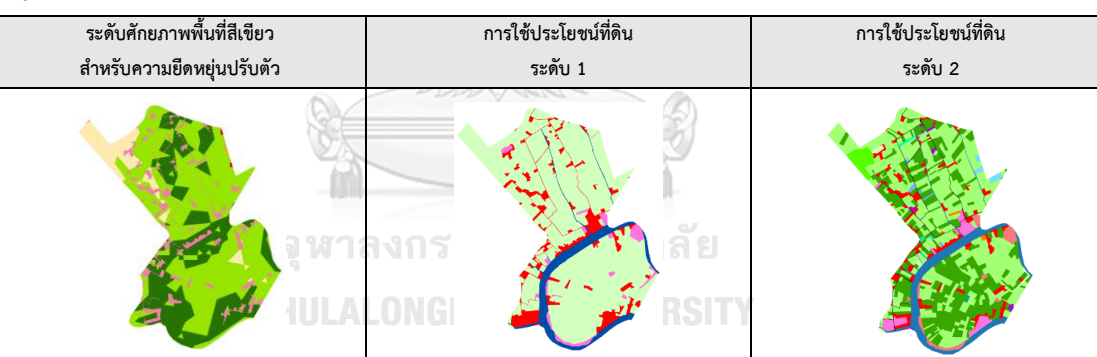 ระดับศักยภาพพื้นที่สีเขียว
สำหรับความยืดหยุ่นปรับตัว
การใช้ประโยชน์ที่ดิน
ระดับ 1
การใช้ประโยชน์ที่ดิน
ระดับ 2
จุฬาลงกร
ลัย
HULALONG
RSITY